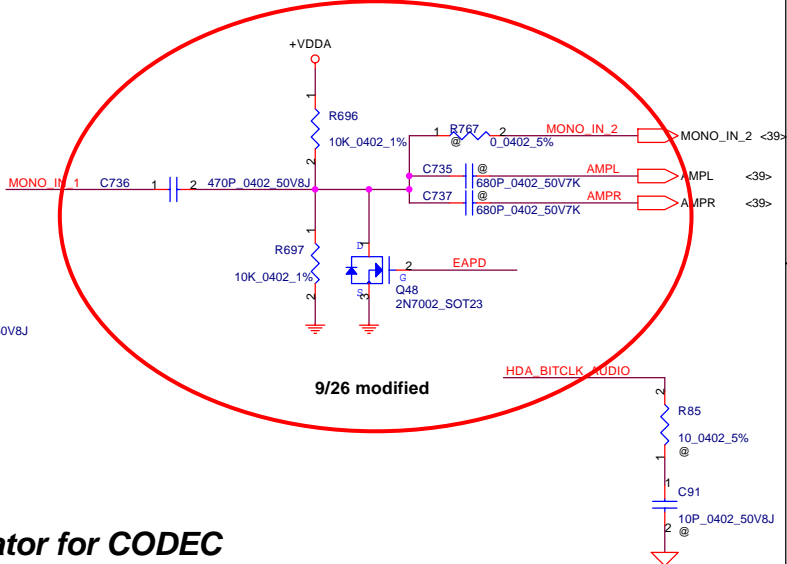 +VDDA
1
R696
10K_0402_1%
2
1 R767 2 MONO_IN_2
@ 0_0402_5%
MONO_IN_2 <39>
C735 @ AMPL
680P_0402_50V7K
AMPL <39>
C737 @ AMPR
680P_0402_50V7K
AMPR <39>
MONO_IN_1 C736 1 2 470P_0402_50V8J
1
R697
10K_0402_1%
2
D 1
2 EAPD
G
S 3
Q48
2N7002_SOT23
0V8J
9/26 modified
HDA_BITCLK_AUDIO
2
R85
10_0402_5%
1 @
1
C91
10P_0402_50V8J
2 @
ator for CODEC